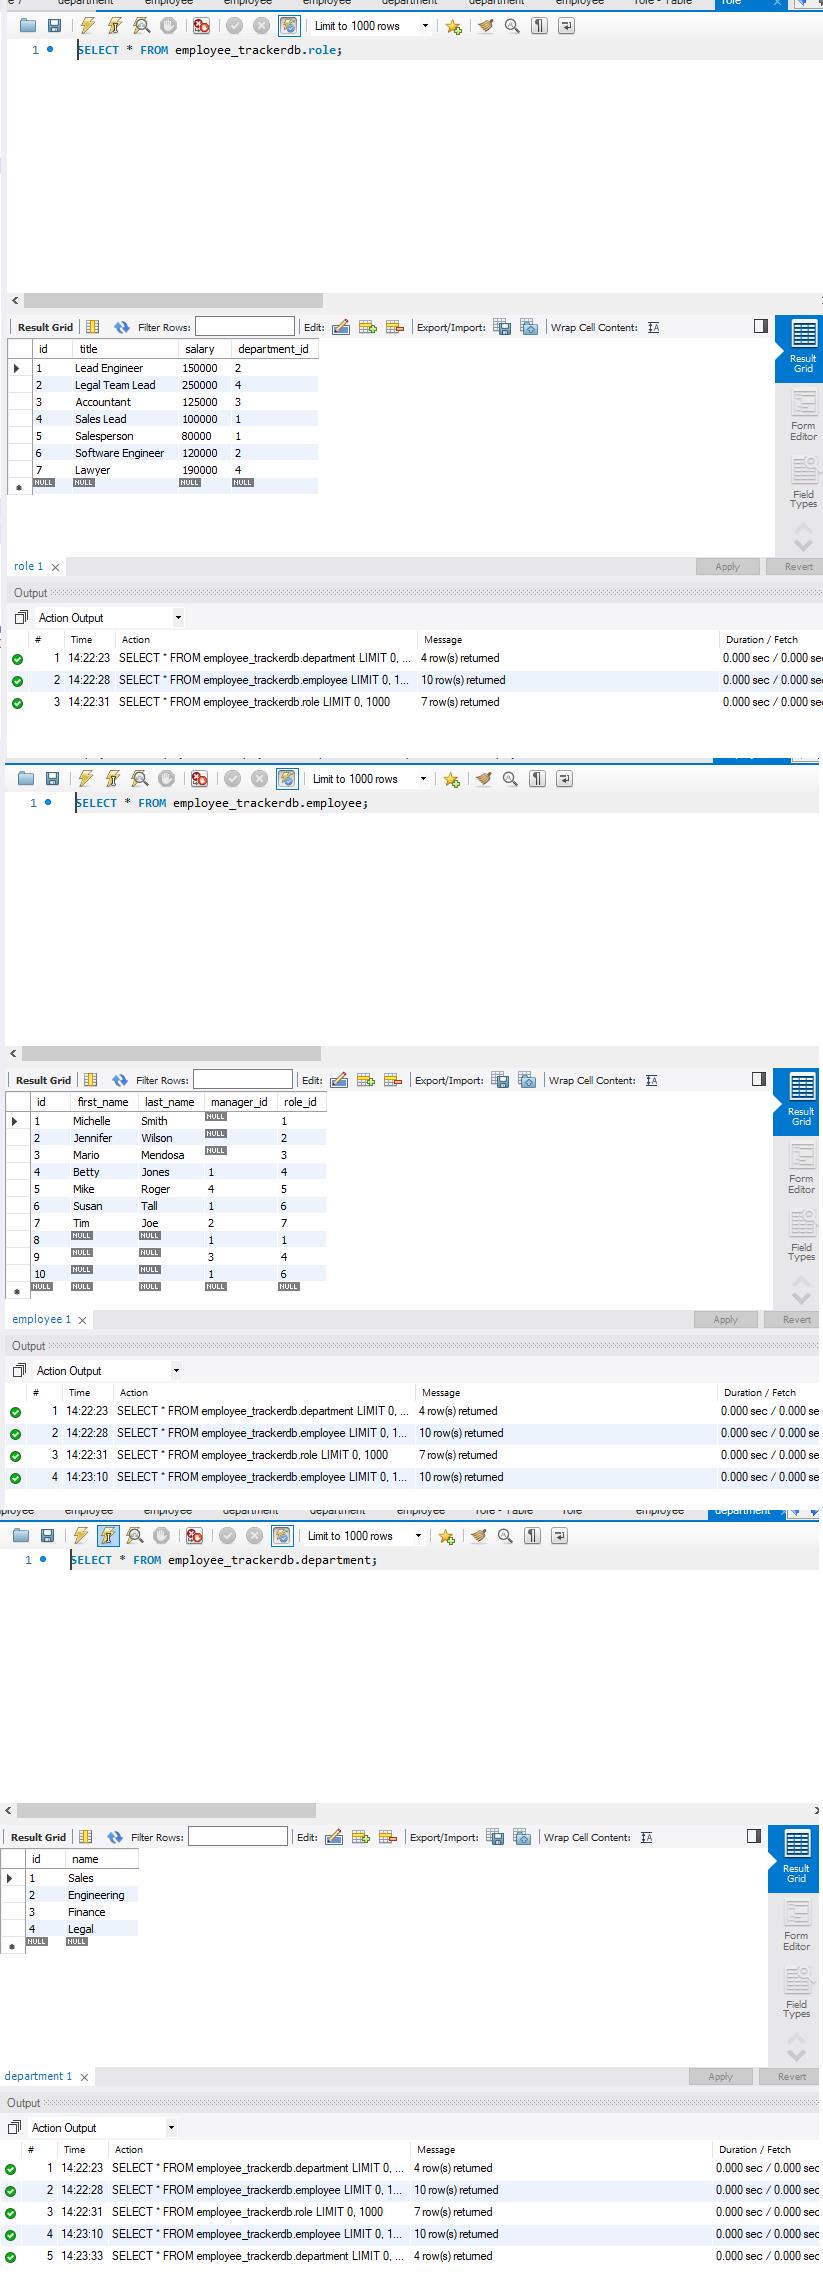 e 7 department employee employee employee department department employee role - Table role
Limit to 1000 rows
1 SELECT * FROM employee_trackerdb.role;
Result Grid Filter Rows: Edit: Export/Import: Wrap Cell Content:
id title salary department_id
1 Lead Engineer 150000 2
2 Legal Team Lead 250000 4
3 Accountant 125000 3
4 Sales Lead 100000 1
5 Salesperson 80000 1
6 Software Engineer 120000 2
7 Lawyer 190000 4
NULL NULL NULL NULL
Result
Grid
Form
Editor
Field
Types
role 1 Apply Revert
Output
Action Output
# Time Action Message Duration / Fetch
1 14:22:23 SELECT * FROM employee_trackerdb.department LIMIT 0, ... 4 row(s) returned 0.000 sec / 0.000 se
2 14:22:28 SELECT * FROM employee_trackerdb.employee LIMIT 0, 1... 10 row(s) returned 0.000 sec / 0.000 se
3 14:22:31 SELECT * FROM employee_trackerdb.role LIMIT 0, 1000 7 row(s) returned 0.000 sec / 0.000 se
Limit to 1000 rows
1 SELECT * FROM employee_trackerdb.employee;
Result Grid Filter Rows: Edit: Export/Import: Wrap Cell Content:
id first_name last_name manager_id role_id
1 Michelle Smith NULL 1
2 Jennifer Wilson NULL 2
3 Mario Mendosa NULL 3
4 Betty Jones 1 4
5 Mike Roger 4 5
6 Susan Tall 1 6
7 Tim Joe 2 7
8 NULL NULL 1 1
9 NULL NULL 3 4
10 NULL NULL 1 6
NULL NULL NULL NULL NULL
Result
Grid
Form
Editor
Field
Types
employee 1 Apply Revert
Output
Action Output
# Time Action Message Duration / Fetch
1 14:22:23 SELECT * FROM employee_trackerdb.department LIMIT 0, ... 4 row(s) returned 0.000 sec / 0.000 se
2 14:22:28 SELECT * FROM employee_trackerdb.employee LIMIT 0, 1... 10 row(s) returned 0.000 sec / 0.000 se
3 14:22:31 SELECT * FROM employee_trackerdb.role LIMIT 0, 1000 7 row(s) returned 0.000 sec / 0.000 se
4 14:23:10 SELECT * FROM employee_trackerdb.employee LIMIT 0, 1... 10 row(s) returned 0.000 sec / 0.000 se
ployee employee employee department department employee role - Table role employee department
Limit to 1000 rows
1 SELECT * FROM employee_trackerdb.department;
Result Grid Filter Rows: Edit: Export/Import: Wrap Cell Content:
id name
1 Sales
2 Engineering
3 Finance
4 Legal
NULL NULL
Result
Grid
Form
Editor
Field
Types
department 1 Apply Revert
Output
Action Output
# Time Action Message Duration / Fetch
1 14:22:23 SELECT * FROM employee_trackerdb.department LIMIT 0, ... 4 row(s) returned 0.000 sec / 0.000 sec
2 14:22:28 SELECT * FROM employee_trackerdb.employee LIMIT 0, 1... 10 row(s) returned 0.000 sec / 0.000 sec
3 14:22:31 SELECT * FROM employee_trackerdb.role LIMIT 0, 1000 7 row(s) returned 0.000 sec / 0.000 sec
4 14:23:10 SELECT * FROM employee_trackerdb.employee LIMIT 0, 1... 10 row(s) returned 0.000 sec / 0.000 sec
5 14:23:33 SELECT * FROM employee_trackerdb.department LIMIT 0, ... 4 row(s) returned 0.000 sec / 0.000 sec